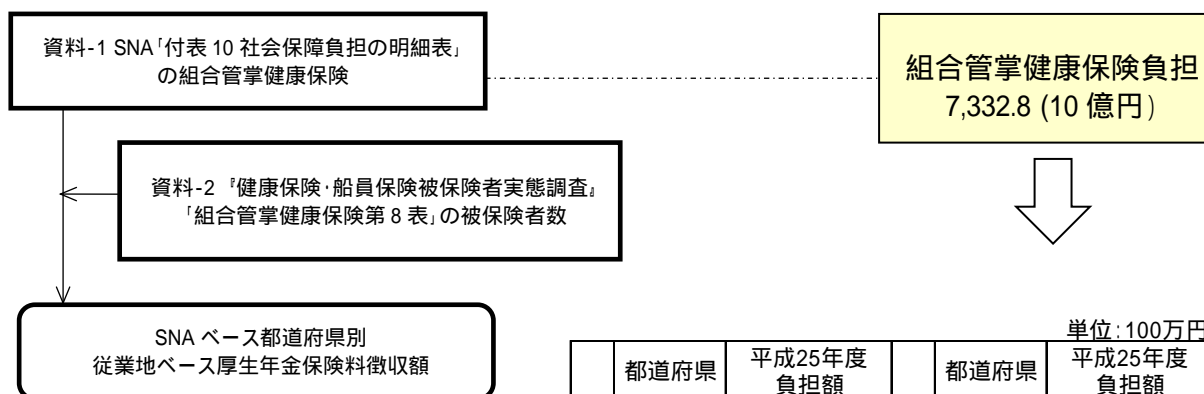 資料-1 SNA｢付表 10 社会保障負担の明細表｣
の組合管掌健康保険
組合管掌健康保険負担
7,332.8 (10 億円)
資料-2 『健康保険･船員保険被保険者実態調査』
｢組合管掌健康保険第 8 表｣の被保険者数
SNA ベース都道府県別
従業地ベース厚生年金保険料徴収額
単位：100万円
都道府県 平成25年度 都道府県 平成25年度
負担額 負担額